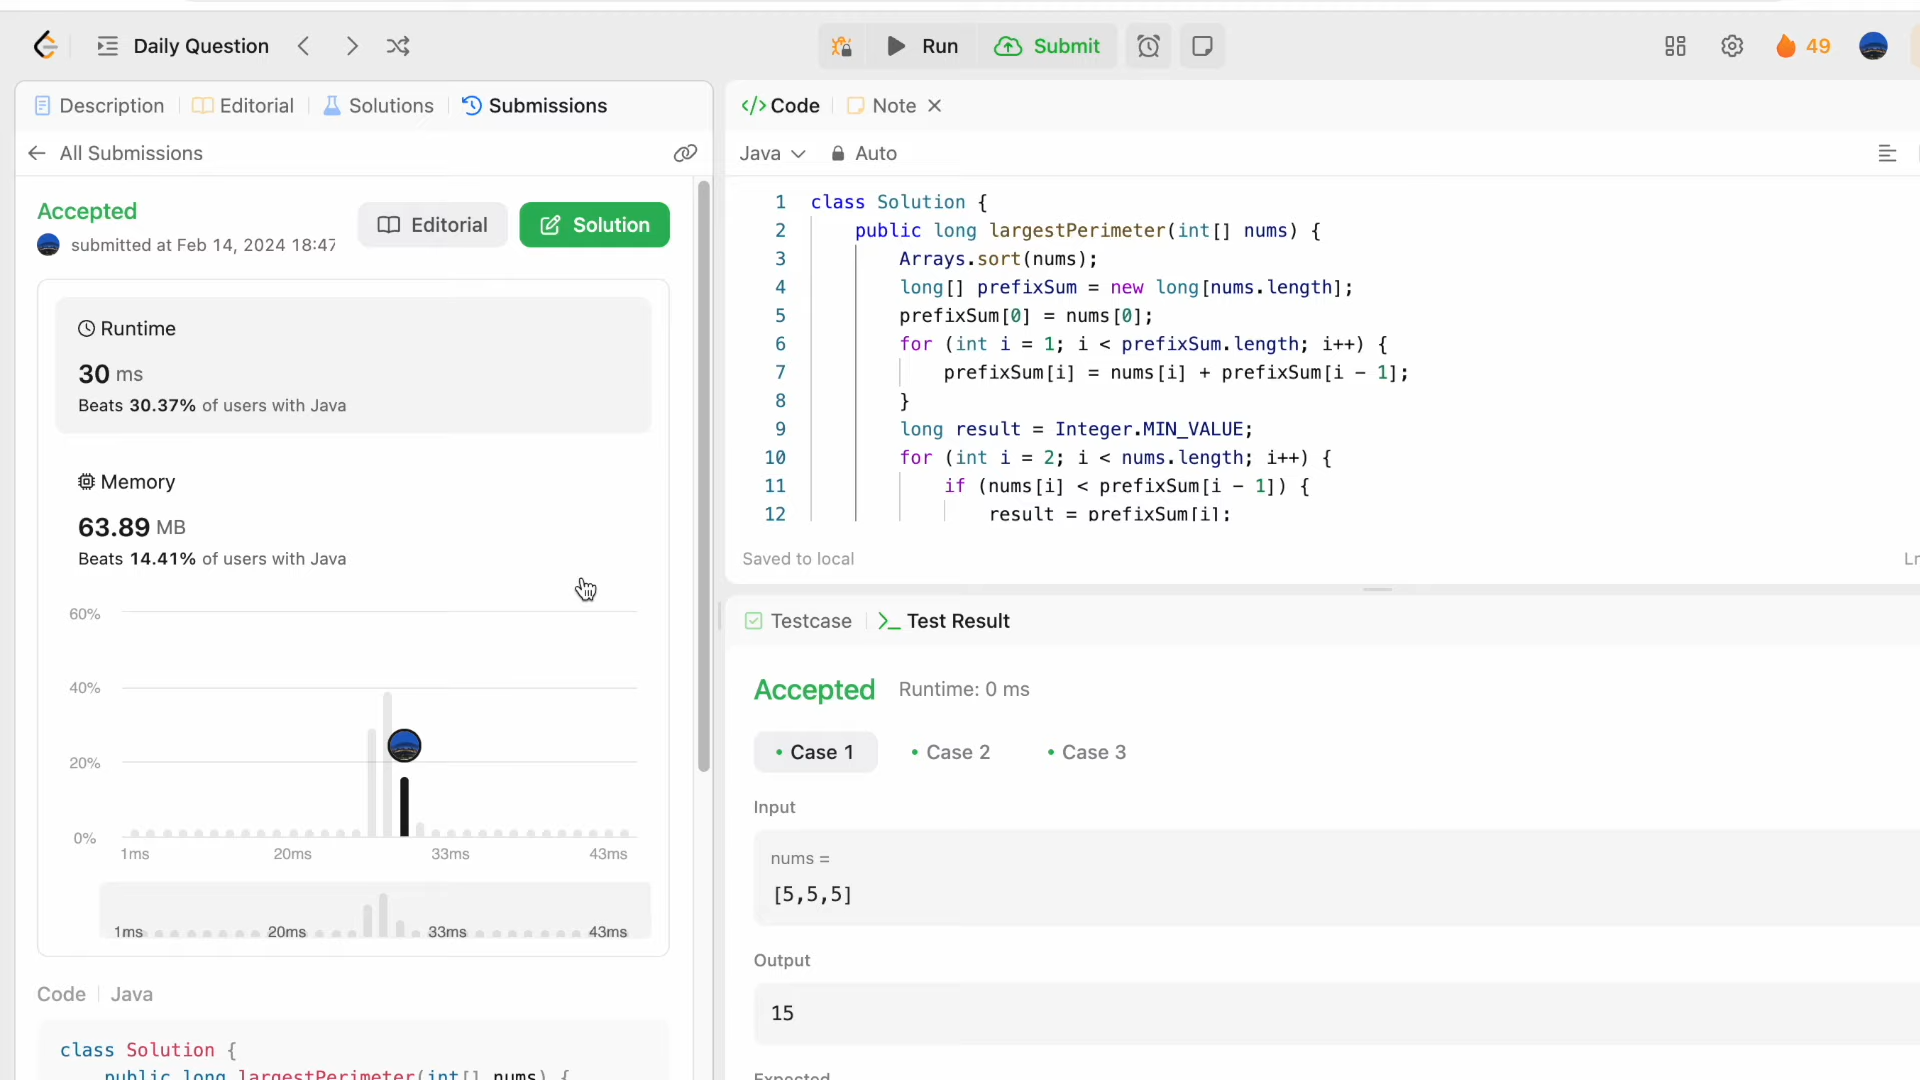 Daily Question
Run
Submit
49
Description
Editorial
Solutions
Submissions
All Submissions
Accepted
submitted at Feb 14, 2024 18:47
Editorial
Solution
Runtime
30 ms
Beats 30.37% of users with Java
Memory
63.89 MB
Beats 14.41% of users with Java
60%
40%
20%
0%
1ms 20ms 33ms 43ms
1ms 20ms 33ms 43ms
Code Java
class Solution {
public long largestPerimeter(int[] nums) {
Code
Note
Java
Auto
1 class Solution {
2 public long largestPerimeter(int[] nums) {
3 Arrays.sort(nums);
4 long[] prefixSum = new long[nums.length];
5 prefixSum[0] = nums[0];
6 for (int i = 1; i < prefixSum.length; i++) {
7 prefixSum[i] = nums[i] + prefixSum[i - 1];
8 }
9 long result = Integer.MIN_VALUE;
10 for (int i = 2; i < nums.length; i++) {
11 if (nums[i] < prefixSum[i - 1]) {
12 result = prefixSum[i];
Saved to local
Testcase
Test Result
Accepted Runtime: 0 ms
• Case 1 • Case 2 • Case 3
Input
nums =
[5,5,5]
Output
15
Expected